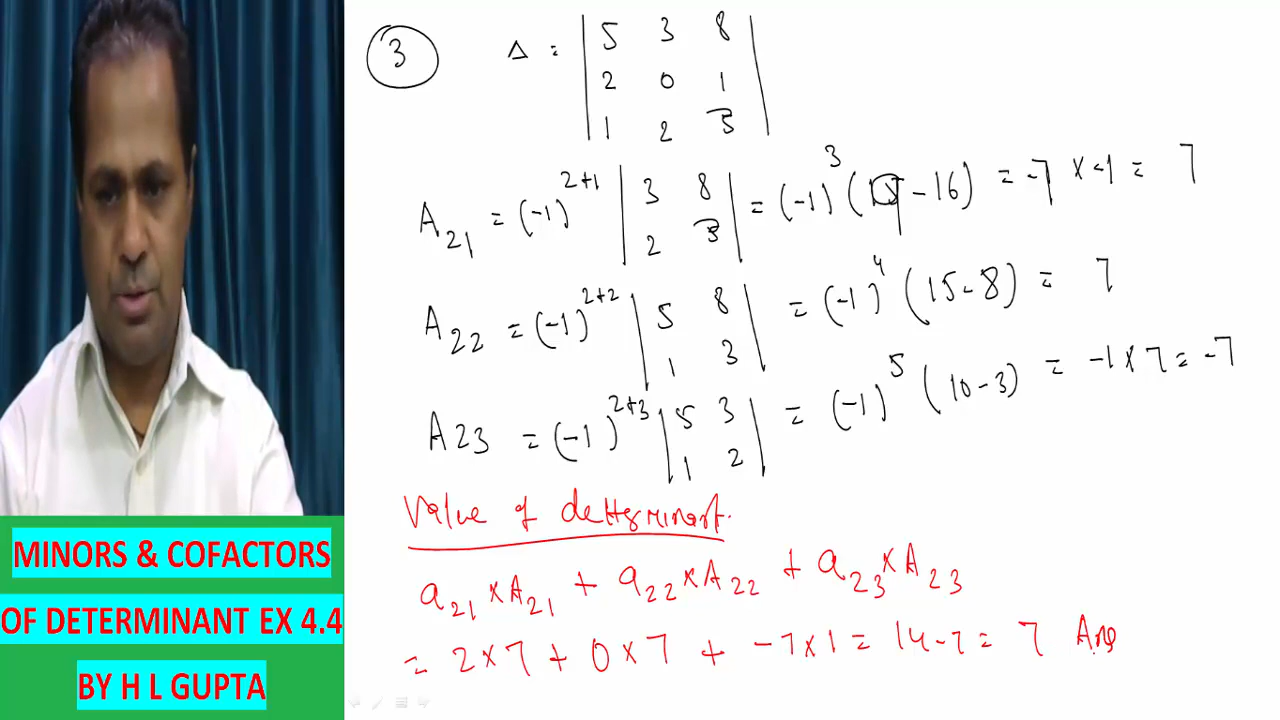 3 Δ = | 5 3 8 |
| 2 0 1 |
| 1 2 3 |
A21 = (-1)^2+1 | 3 8 | = (-1)^3 ( - 16) = -7 × -1 = 7
| 2 3 |
A22 = (-1)^2+2 | 5 8 | = (-1)^4 (15-8) = 7
| 1 3 |
A23 = (-1)^2+3 | 5 3 | = (-1)^5 (10-3) = -1×7 = -7
| 1 2 |
Value of determinant.
a21 × A21 + a22 × A22 + a23 × A23
= 2×7 + 0×7 + -7×1 = 14-7 = 7 Ans
MINORS & COFACTORS
OF DETERMINANT EX 4.4
BY H L GUPTA